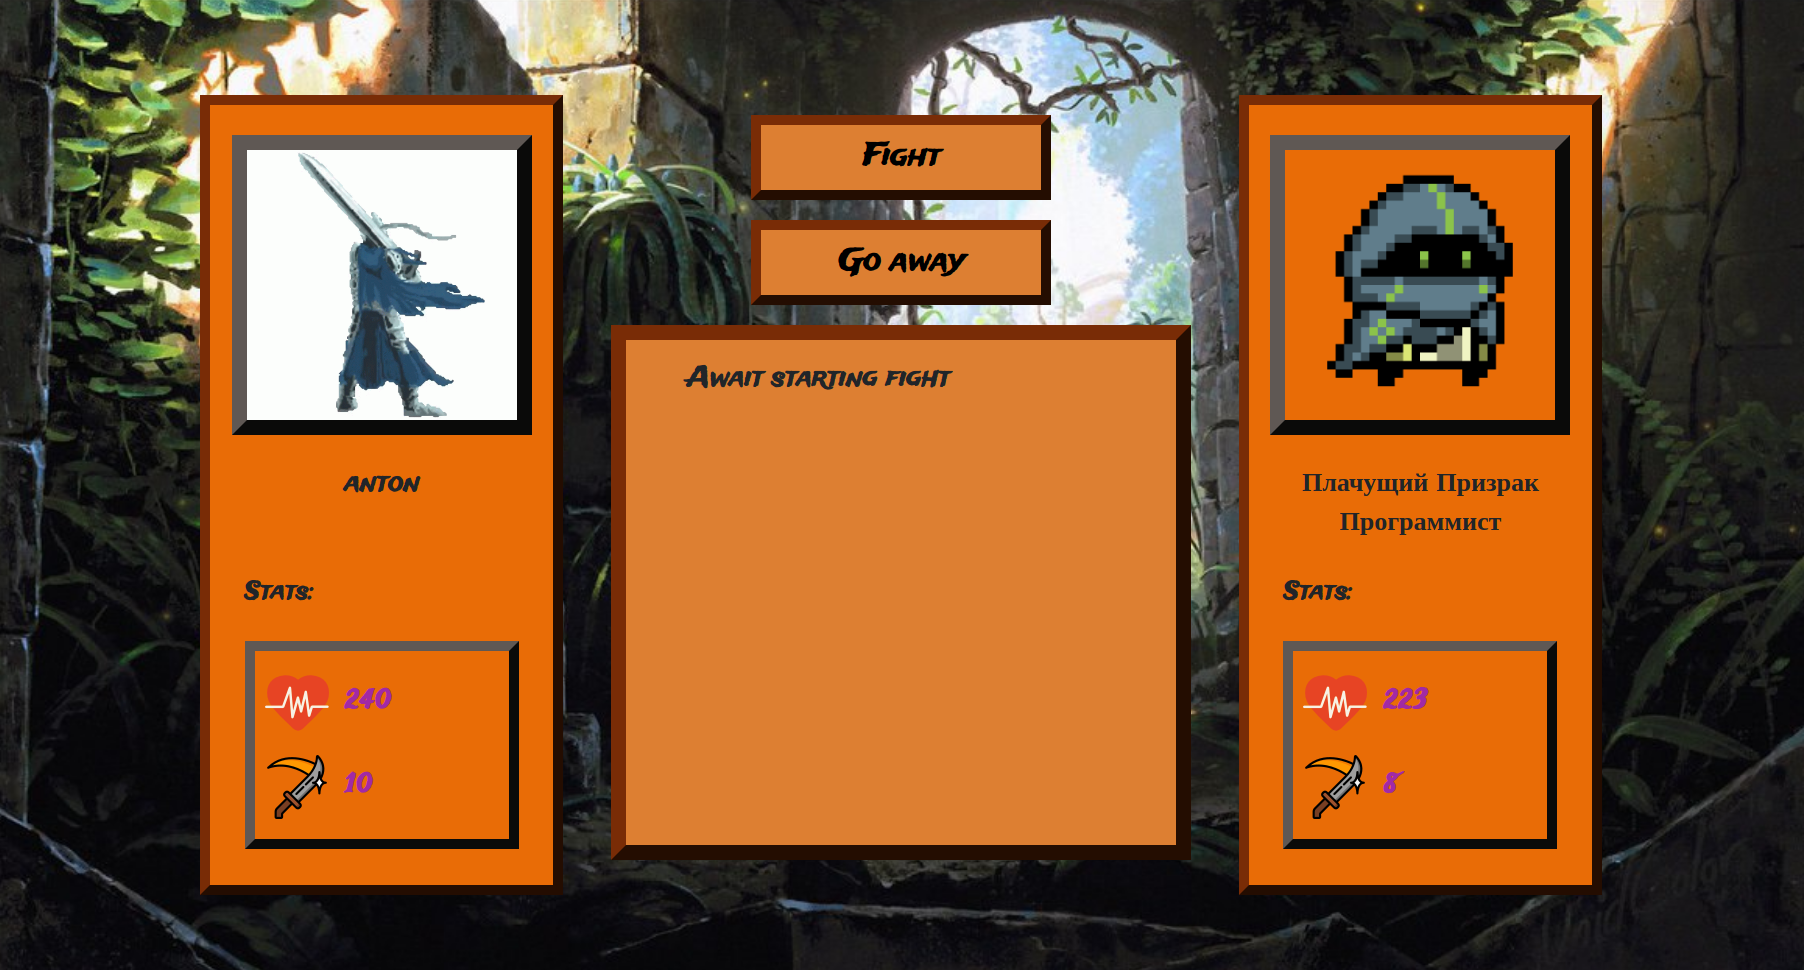 Fight
Go away
Await starting fight
Anton
Stats:
240
10
Плачущий Призрак
Программист
Stats:
223
8